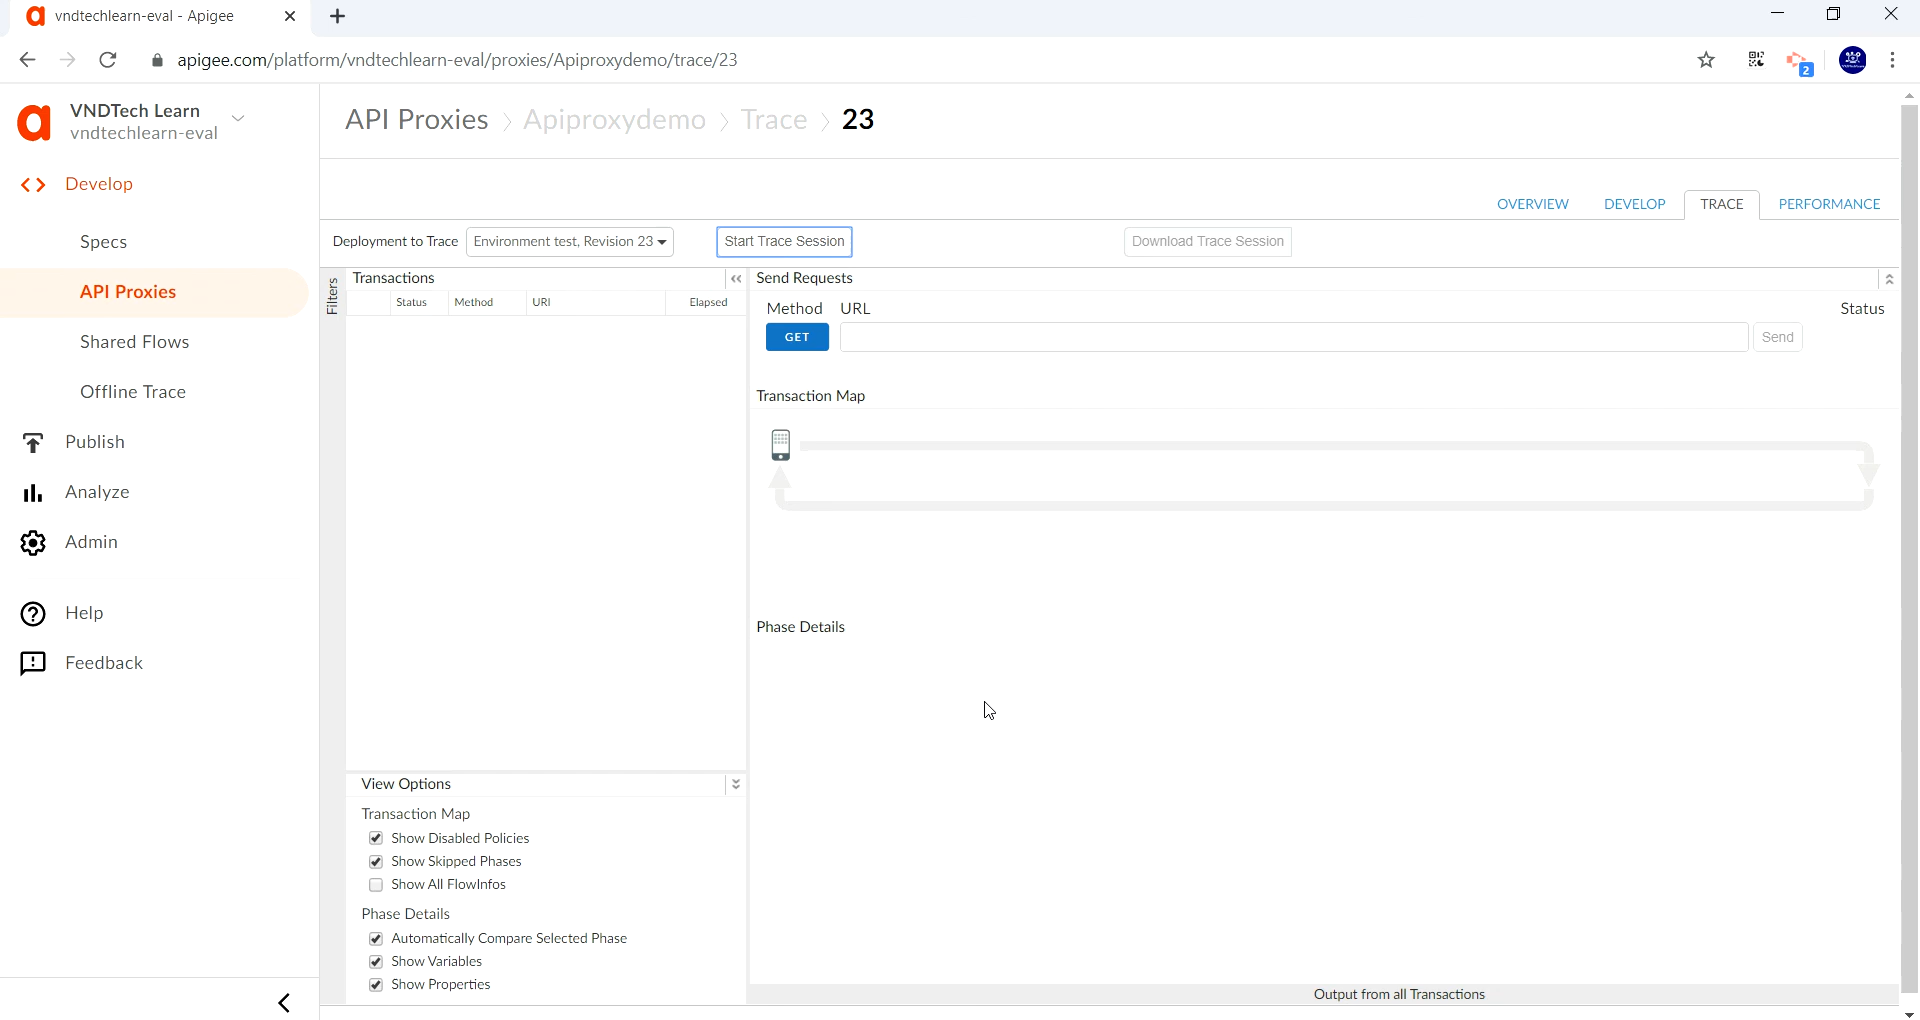 vndtechlearn-eval - Apigee
apigee.com/platform/vndtechlearn-eval/proxies/Apiproxydemo/trace/23
2
VNDTech Learn
vndtechlearn-eval
API Proxies > Apiproxydemo > Trace > 23
Develop
Specs
API Proxies
Shared Flows
Offline Trace
Publish
Analyze
Admin
Help
Feedback
OVERVIEW DEVELOP TRACE PERFORMANCE
Deployment to Trace Environment test, Revision 23 Start Trace Session Download Trace Session
Filters
Transactions
Status Method URI Elapsed
Send Requests
Method URL Status
GET Send
Transaction Map
Phase Details
View Options
Transaction Map
Show Disabled Policies
Show Skipped Phases
Show All FlowInfos
Phase Details
Automatically Compare Selected Phase
Show Variables
Show Properties
Output from all Transactions